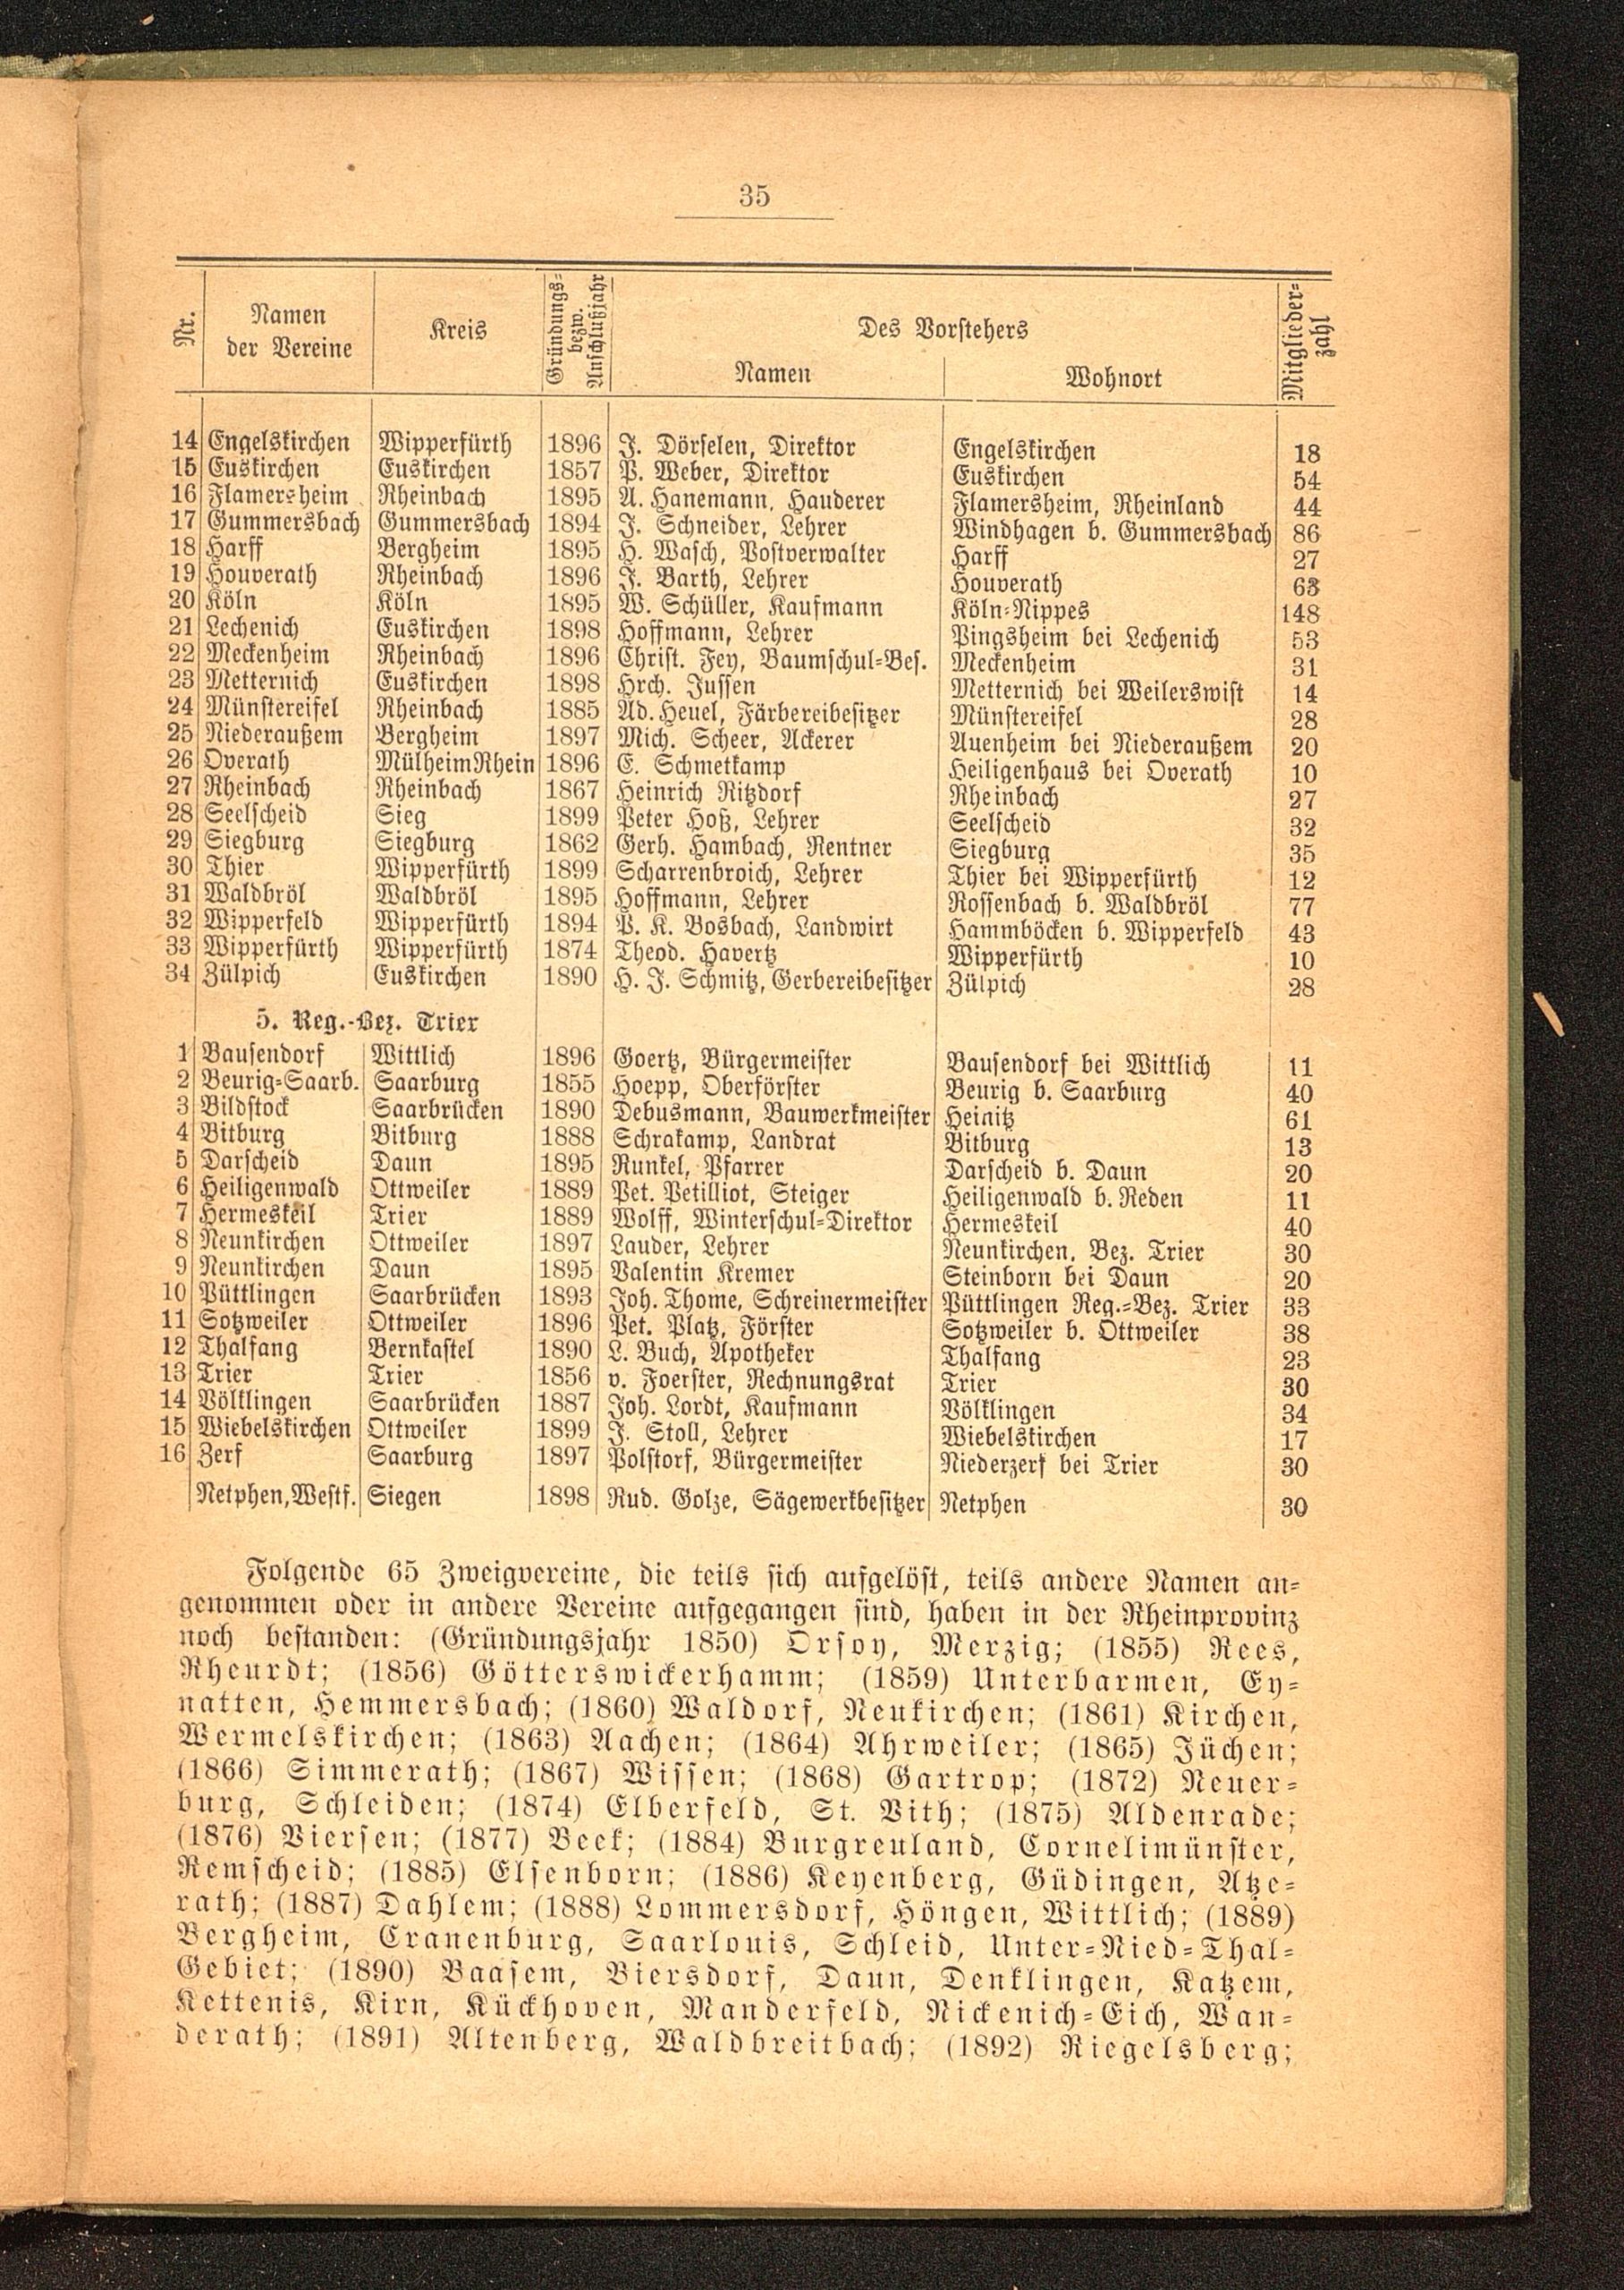 35
Nr. Namen der Vereine Kreis Gründungs= bezw. Anschlußjahr Des Vorstehers Namen Wohnort Mitglieder= zahl
14 Engelskirchen Wipperfürth 1896 J. Dörselen, Direktor Engelskirchen 18
15 Euskirchen Euskirchen 1857 P. Weber, Direktor Euskirchen 54
16 Flamersheim Rheinbach 1895 A. Hanemann, Hauderer Flamersheim, Rheinland 44
17 Gummersbach Gummersbach 1894 J. Schneider, Lehrer Windhagen b. Gummersbach 86
18 Harff Bergheim 1895 H. Wasch, Postverwalter Harff 27
19 Houverath Rheinbach 1896 J. Barth, Lehrer Houverath 63
20 Köln Köln 1895 W. Schüller, Kaufmann Köln=Nippes 148
21 Lechenich Euskirchen 1898 Hoffmann, Lehrer Pingsheim bei Lechenich 53
22 Meckenheim Rheinbach 1896 Christ. Fey, Baumschul=Bes. Meckenheim 31
23 Metternich Euskirchen 1898 Hrch. Jussen Metternich bei Weilerswist 14
24 Münstereifel Rheinbach 1885 Ad. Heuel, Färbereibesitzer Münstereifel 28
25 Niederaußem Bergheim 1897 Mich. Scheer, Ackerer Auenheim bei Niederaußem 20
26 Overath Mülheim Rhein 1896 E. Schmetkamp Heiligenhaus bei Overath 10
27 Rheinbach Rheinbach 1867 Heinrich Ritzdorf Rheinbach 27
28 Seelscheid Sieg 1899 Peter Hoß, Lehrer Seelscheid 32
29 Siegburg Siegburg 1862 Gerh. Hambach, Rentner Siegburg 35
30 Thier Wipperfürth 1899 Scharrenbroich, Lehrer Thier bei Wipperfürth 12
31 Waldbröl Waldbröl 1895 Hoffmann, Lehrer Rossenbach b. Waldbröl 77
32 Wipperfeld Wipperfürth 1894 P. K. Bosbach, Landwirt Hammböcken b. Wipperfeld 43
33 Wipperfürth Wipperfürth 1874 Theod. Havertz Wipperfürth 10
34 Zülpich Euskirchen 1890 H. J. Schmitz, Gerbereibesitzer Zülpich 28
5. Reg.-Bez. Trier
1 Bausendorf Wittlich 1896 Goertz, Bürgermeister Bausendorf bei Wittlich 11
2 Beurig=Saarb. Saarburg 1855 Hoepp, Oberförster Beurig b. Saarburg 40
3 Bildstock Saarbrücken 1890 Debusmann, Bauwerkmeister Heinitz 61
4 Bitburg Bitburg 1888 Schrakamp, Landrat Bitburg 13
5 Darscheid Daun 1895 Runkel, Pfarrer Darscheid b. Daun 20
6 Heiligenwald Ottweiler 1889 Pet. Petilliot, Steiger Heiligenwald b. Reden 11
7 Hermeskeil Trier 1889 Wolff, Winterschul=Direktor Hermeskeil 40
8 Neunkirchen Ottweiler 1897 Lauder, Lehrer Neunkirchen, Bez. Trier 30
9 Neunkirchen Daun 1895 Valentin Kremer Steinborn bei Daun 20
10 Püttlingen Saarbrücken 1893 Joh. Thome, Schreinermeister Püttlingen Reg.=Bez. Trier 33
11 Sotzweiler Ottweiler 1896 Pet. Platz, Förster Sotzweiler b. Ottweiler 38
12 Thalfang Bernkastel 1890 L. Buch, Apotheker Thalfang 23
13 Trier Trier 1856 v. Foerster, Rechnungsrat Trier 30
14 Völklingen Saarbrücken 1887 Joh. Lordt, Kaufmann Völklingen 34
15 Wiebelskirchen Ottweiler 1899 J. Stoll, Lehrer Wiebelskirchen 17
16 Zerf Saarburg 1897 Polstorf, Bürgermeister Niederzerf bei Trier 30
Netphen, Westf. Siegen 1898 Rud. Golze, Sägewerkbesitzer Netphen 30
Folgende 65 Zweigvereine, die teils sich aufgelöst, teils andere Namen an=
genommen oder in andere Vereine aufgegangen sind, haben in der Rheinprovinz
noch bestanden: (Gründungsjahr 1850) Orsoy, Merzig; (1855) Rees,
Rheurdt; (1856) Götterswickerhamm; (1859) Unterbarmen, Ey=
natten, Hemmersbach; (1860) Waldorf, Neukirchen; (1861) Kirchen,
Wermelskirchen; (1863) Aachen; (1864) Ahrweiler; (1865) Jüchen;
(1866) Simmerath; (1867) Wissen; (1868) Gartrop; (1872) Neuer=
burg, Schleiden; (1874) Elberfeld, St. Vith; (1875) Aldenrade;
(1876) Viersen; (1877) Beek; (1884) Burgreuland, Cornelimünster,
Remscheid; (1885) Elsenborn; (1886) Keyenberg, Güdingen, Atze=
rath; (1887) Dahlem; (1888) Lommersdorf, Höngen, Wittlich; (1889)
Bergheim, Cranenburg, Saarlouis, Schleid, Unter=Nied=Thal=
Gebiet; (1890) Baasem, Biersdorf, Daun, Denklingen, Katzem,
Kettenis, Kirn, Kückhoven, Manderfeld, Nickenich=Eich, Wan=
derath; (1891) Altenberg, Waldbreitbach; (1892) Riegelsberg;